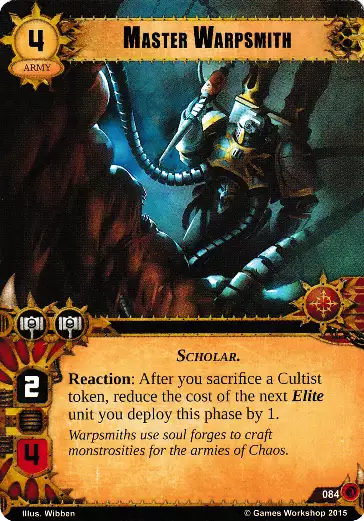 4
MASTER WARPSMITH
ARMY
SCHOLAR.
2
Reaction: After you sacrifice a Cultist
token, reduce the cost of the next Elite
unit you deploy this phase by 1.
4
Warpsmiths use soul forges to craft
monstrosities for the armies of Chaos.
084
Illus. Wibben
© Games Workshop 2015